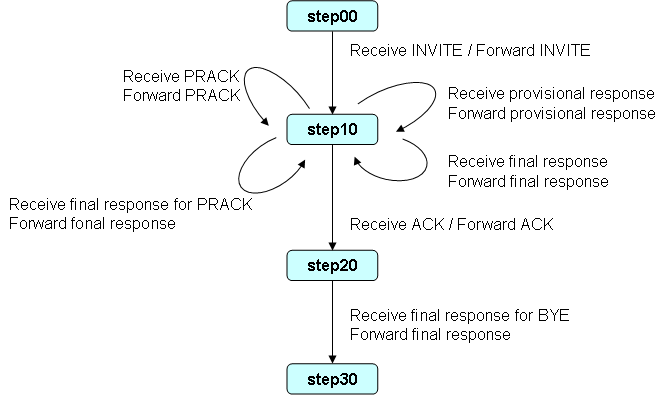 step00
Receive INVITE / Forward INVITE
Receive PRACK
Forward PRACK
Receive provisional response
Forward provisional response
step10
Receive final response
Forward final response
Receive final response for PRACK
Forward fonal response
Receive ACK / Forward ACK
step20
Receive final response for BYE
Forward final response
step30